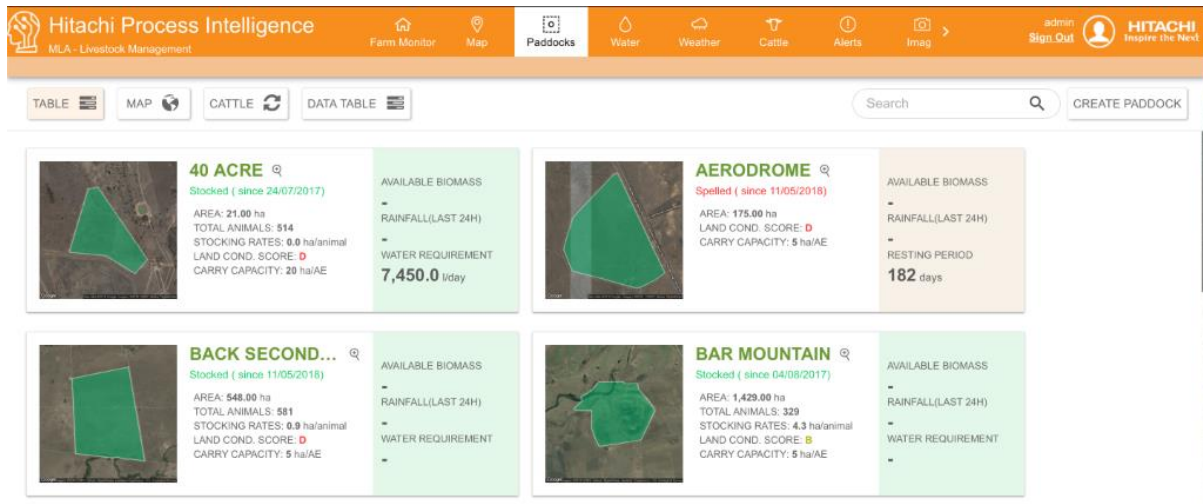 Hitachi Process Intelligence
MLA - Livestock Management
Farm Monitor
Map
Paddocks
Water
Weather
Cattle
Alerts
Imag
admin
Sign Out
HITACHI
Inspire the Next
TABLE
MAP
CATTLE
DATA TABLE
Search
CREATE PADDOCK
40 ACRE
Stocked ( since 24/07/2017)
AREA: 21.00 ha
TOTAL ANIMALS: 514
STOCKING RATES: 0.0 ha/animal
LAND COND. SCORE: D
CARRY CAPACITY: 20 ha/AE
AVAILABLE BIOMASS
-
RAINFALL(LAST 24H)
-
WATER REQUIREMENT
7,450.0 l/day
AERODROME
Spelled ( since 11/05/2018)
AREA: 175.00 ha
LAND COND. SCORE: D
CARRY CAPACITY: 5 ha/AE
AVAILABLE BIOMASS
-
RAINFALL(LAST 24H)
-
RESTING PERIOD
182 days
BACK SECOND...
Stocked ( since 11/05/2018)
AREA: 548.00 ha
TOTAL ANIMALS: 581
STOCKING RATES: 0.9 ha/animal
LAND COND. SCORE: D
CARRY CAPACITY: 5 ha/AE
AVAILABLE BIOMASS
-
RAINFALL(LAST 24H)
-
WATER REQUIREMENT
-
BAR MOUNTAIN
Stocked ( since 04/08/2017)
AREA: 1,429.00 ha
TOTAL ANIMALS: 329
STOCKING RATES: 4.3 ha/animal
LAND COND. SCORE: B
CARRY CAPACITY: 5 ha/AE
AVAILABLE BIOMASS
-
RAINFALL(LAST 24H)
-
WATER REQUIREMENT
-